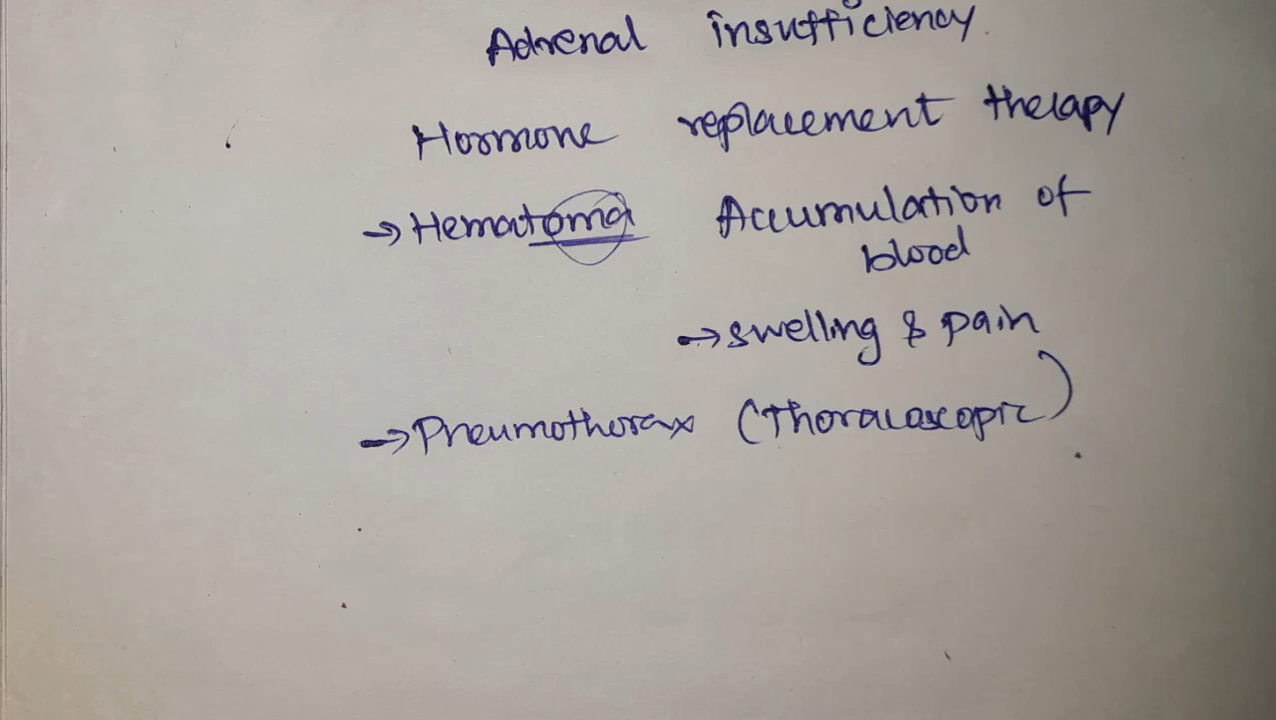 Adrenal insufficiency.
Hormone replacement therapy
→ Hematoma Accumulation of
blood
→ swelling & pain
→ Pneumothorax (Thoracoscopic)